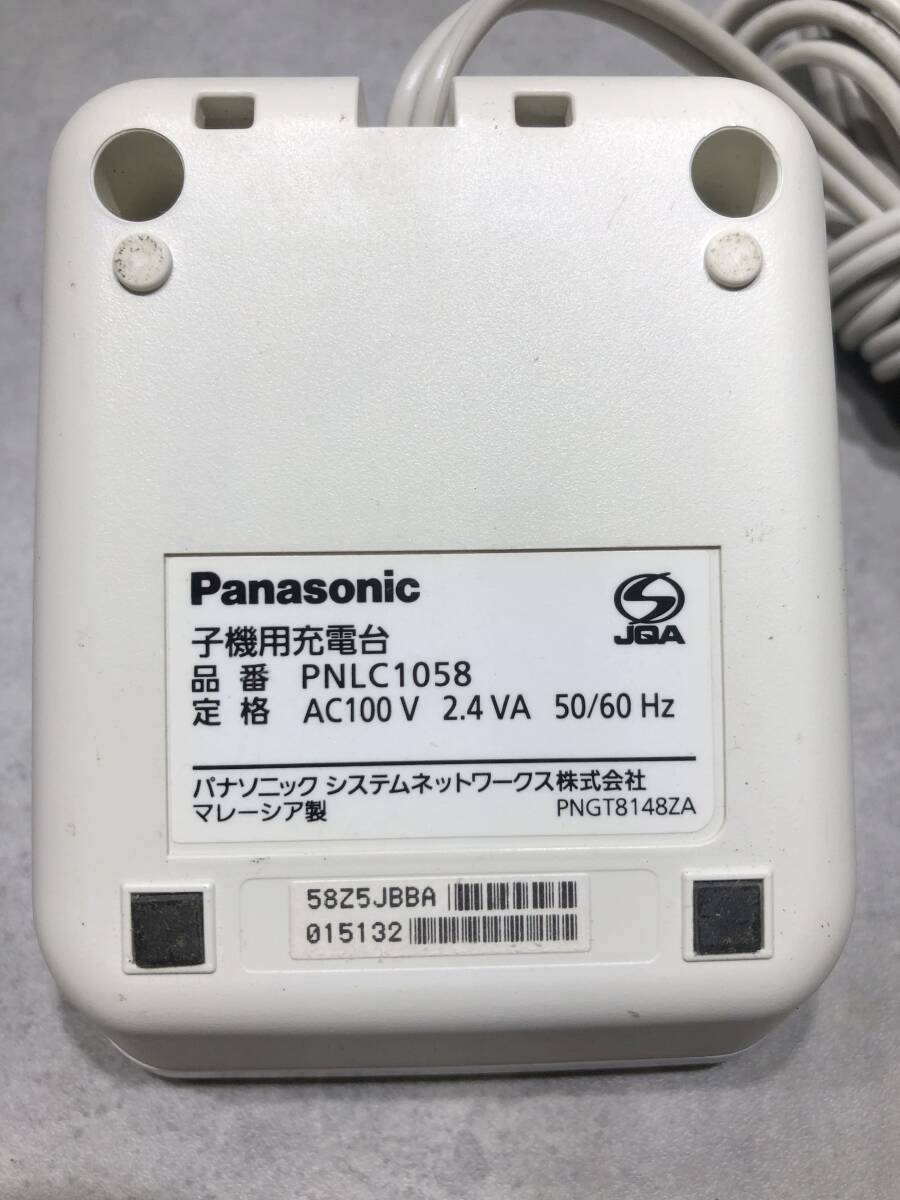 Panasonic
JQA
子機用充電台
品番 PNLC1058
定格 AC100 V 2.4 VA 50/60 Hz
パナソニック システムネットワークス株式会社
マレーシア製 PNGT8148ZA
58Z5JBBA
015132